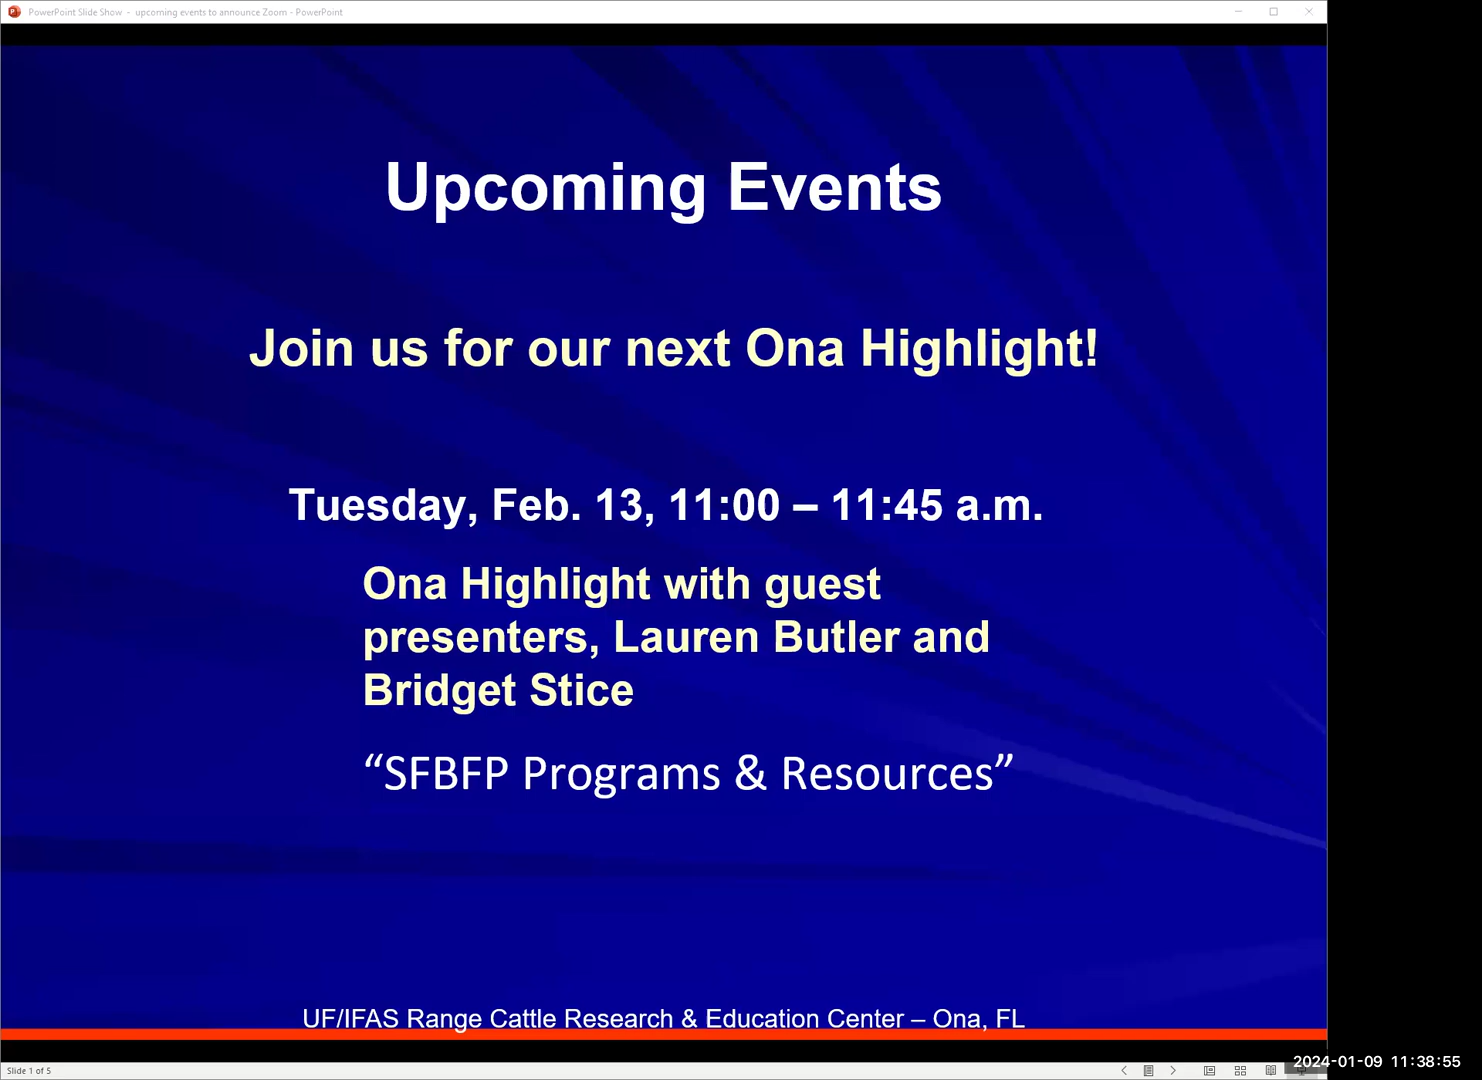 PowerPoint Slide Show - upcoming events to announce Zoom - PowerPoint
Upcoming Events
Join us for our next Ona Highlight!
Tuesday, Feb. 13, 11:00 – 11:45 a.m.
Ona Highlight with guest
presenters, Lauren Butler and
Bridget Stice
“SFBFP Programs & Resources”
UF/IFAS Range Cattle Research & Education Center – Ona, FL
2024-01-09 11:38:55
Slide 1 of 5